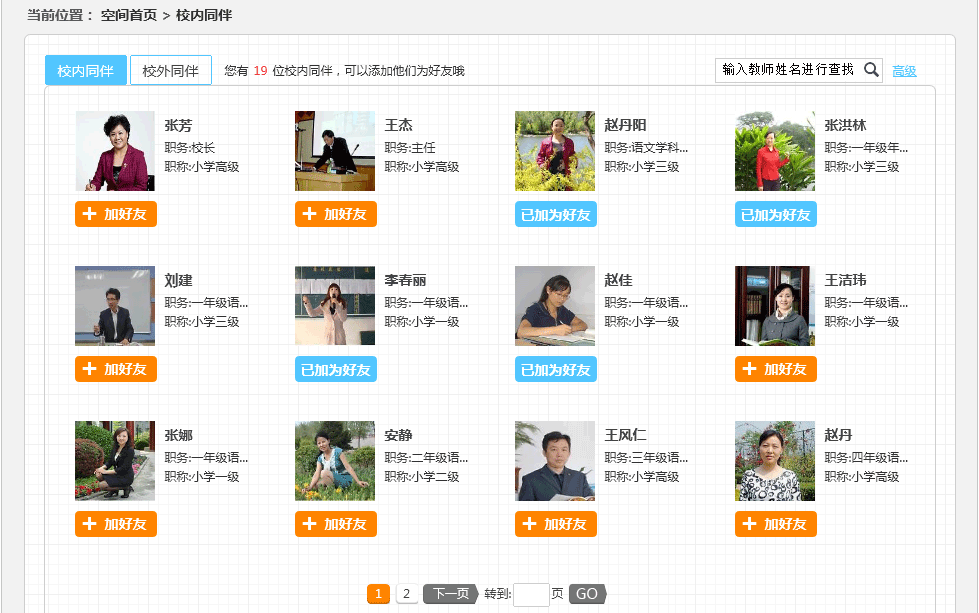 当前位置： 空间首页 > 校内同伴
校内同伴 校外同伴 您有 19 位校内同伴，可以添加他们为好友哦 输入教师姓名进行查找 高级
张芳
职务:校长
职称:小学高级
加好友
王杰
职务:主任
职称:小学高级
加好友
赵丹阳
职务:语文学科...
职称:小学三级
已加为好友
张洪林
职务:一年级年...
职称:小学三级
已加为好友
刘建
职务:一年级语...
职称:小学三级
加好友
李春丽
职务:一年级语...
职称:小学一级
已加为好友
赵佳
职务:一年级语...
职称:小学一级
已加为好友
王洁玮
职务:一年级语...
职称:小学一级
加好友
张娜
职务:一年级语...
职称:小学一级
加好友
安静
职务:二年级语...
职称:小学二级
加好友
王风仁
职务:三年级语...
职称:小学高级
加好友
赵丹
职务:四年级语...
职称:小学高级
加好友
1 2 下一页 转到: 页 GO